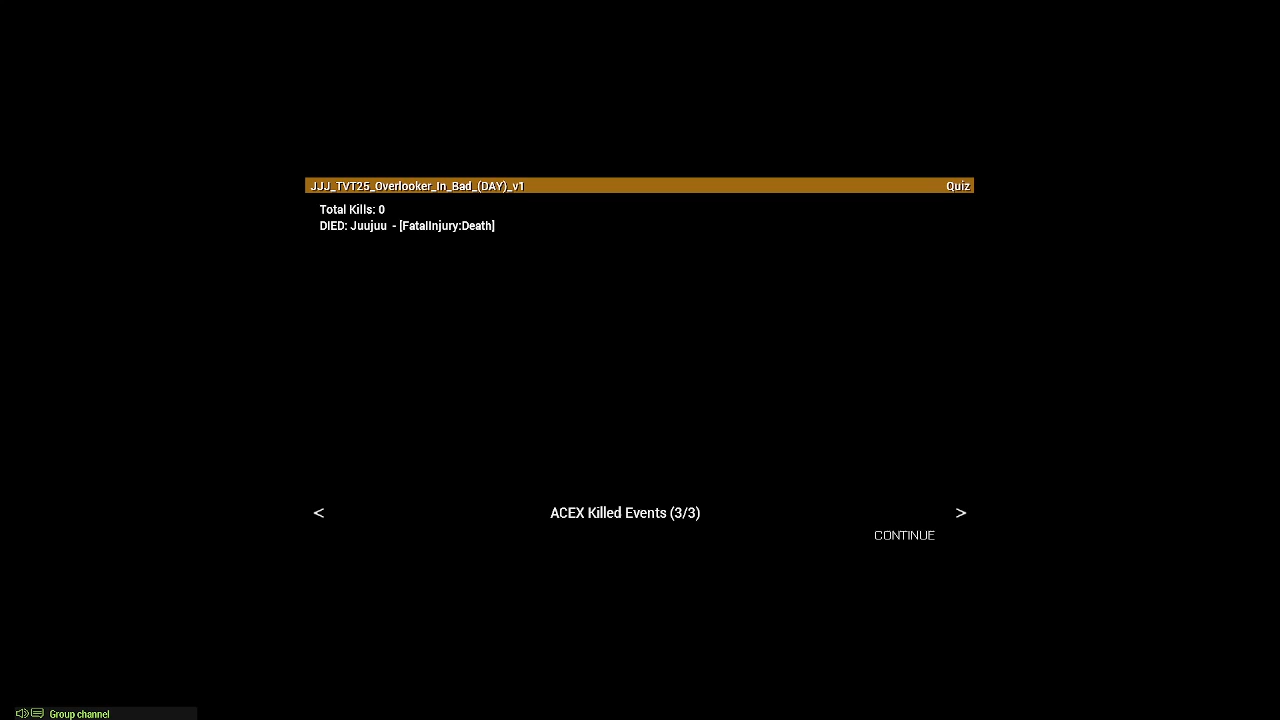 JJJ_TVT25_Overlooker_In_Bad_(DAY)_v1 Quiz
Total Kills: 0
DIED: Juujuu - [FatalInjury:Death]
< ACEX Killed Events (3/3) >
CONTINUE
Group channel